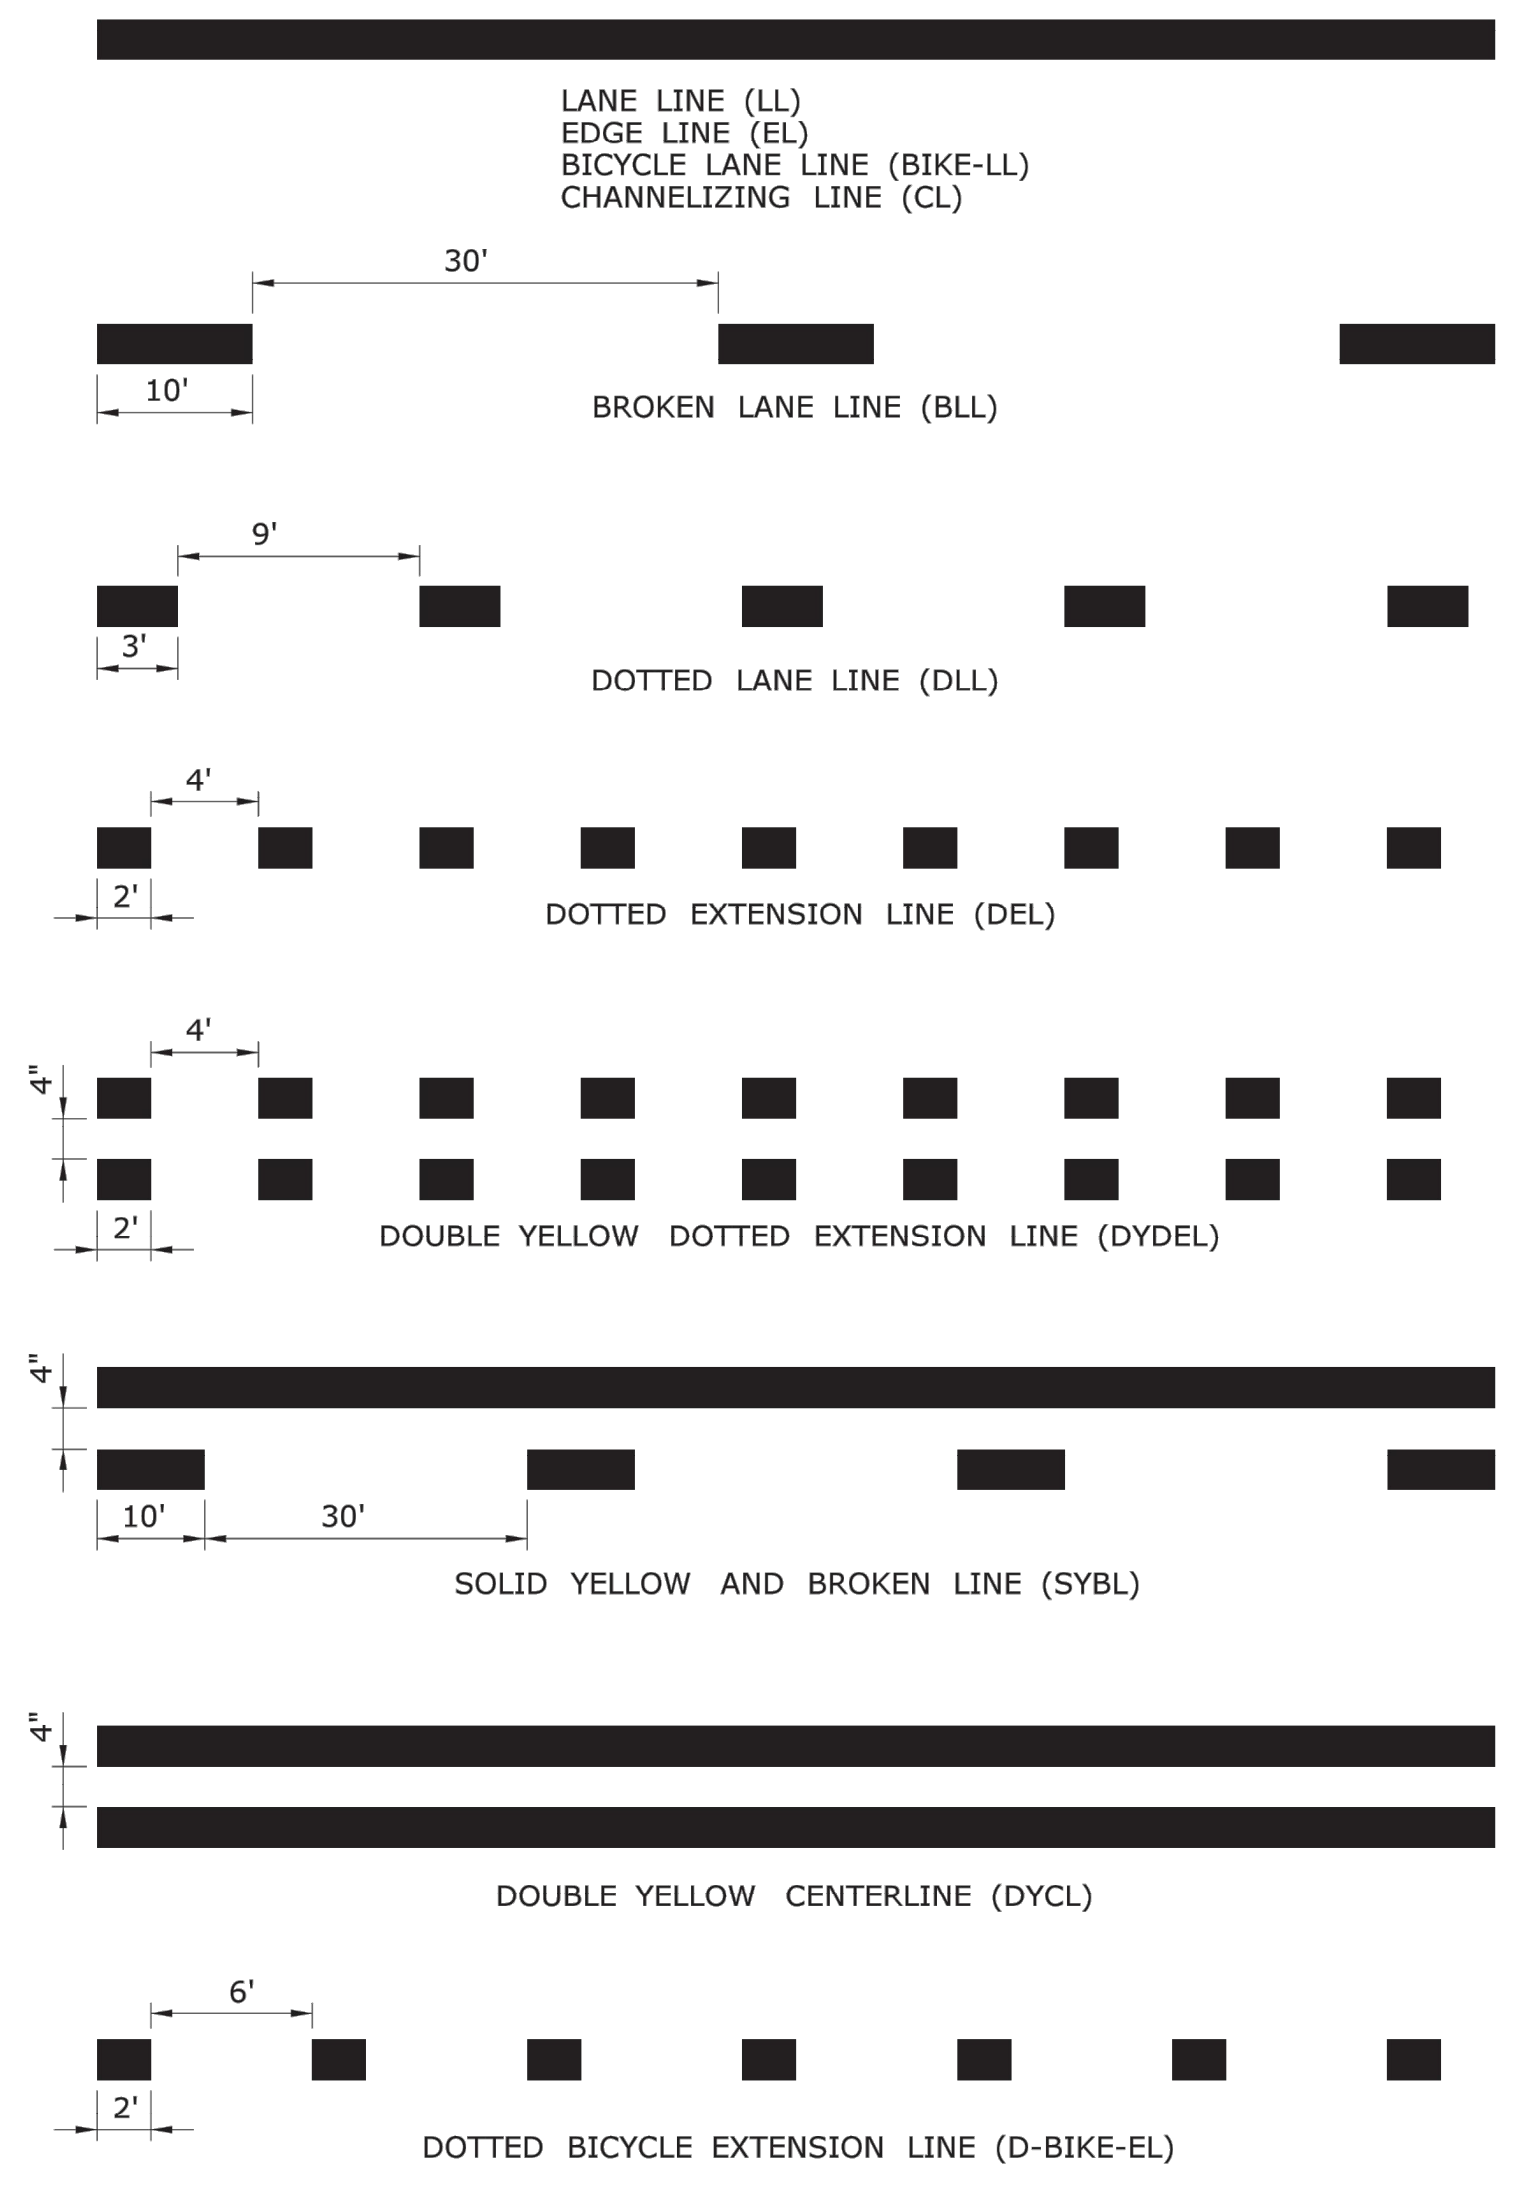 LANE LINE (LL)
EDGE LINE (EL)
BICYCLE LANE LINE (BIKE-LL)
CHANNELIZING LINE (CL)
30'
10'
BROKEN LANE LINE (BLL)
9'
3'
DOTTED LANE LINE (DLL)
4'
2'
DOTTED EXTENSION LINE (DEL)
4'
4"
2'
DOUBLE YELLOW DOTTED EXTENSION LINE (DYDEL)
4"
10' 30'
SOLID YELLOW AND BROKEN LINE (SYBL)
4"
DOUBLE YELLOW CENTERLINE (DYCL)
6'
2'
DOTTED BICYCLE EXTENSION LINE (D-BIKE-EL)